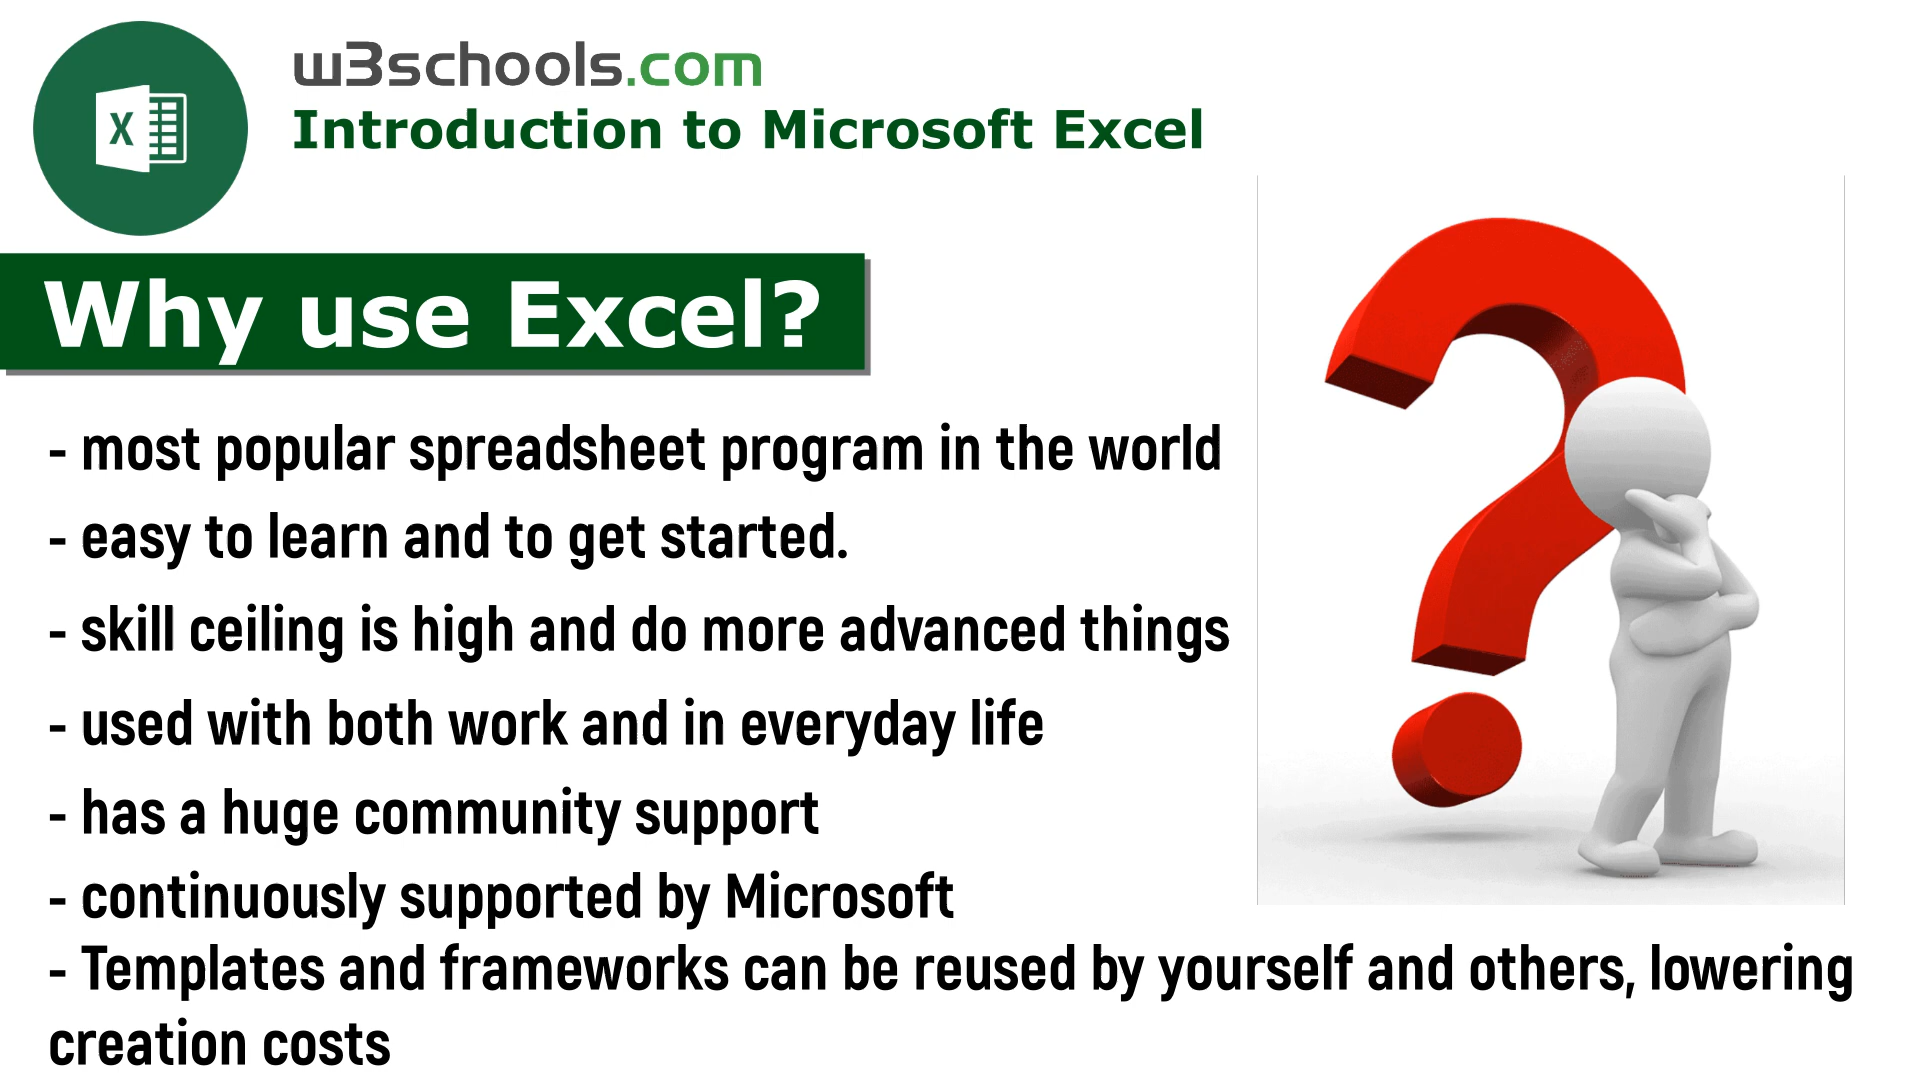 w3schools.com
Introduction to Microsoft Excel
X
Why use Excel?
- most popular spreadsheet program in the world
- easy to learn and to get started.
- skill ceiling is high and do more advanced things
- used with both work and in everyday life
- has a huge community support
- continuously supported by Microsoft
- Templates and frameworks can be reused by yourself and others, lowering
creation costs